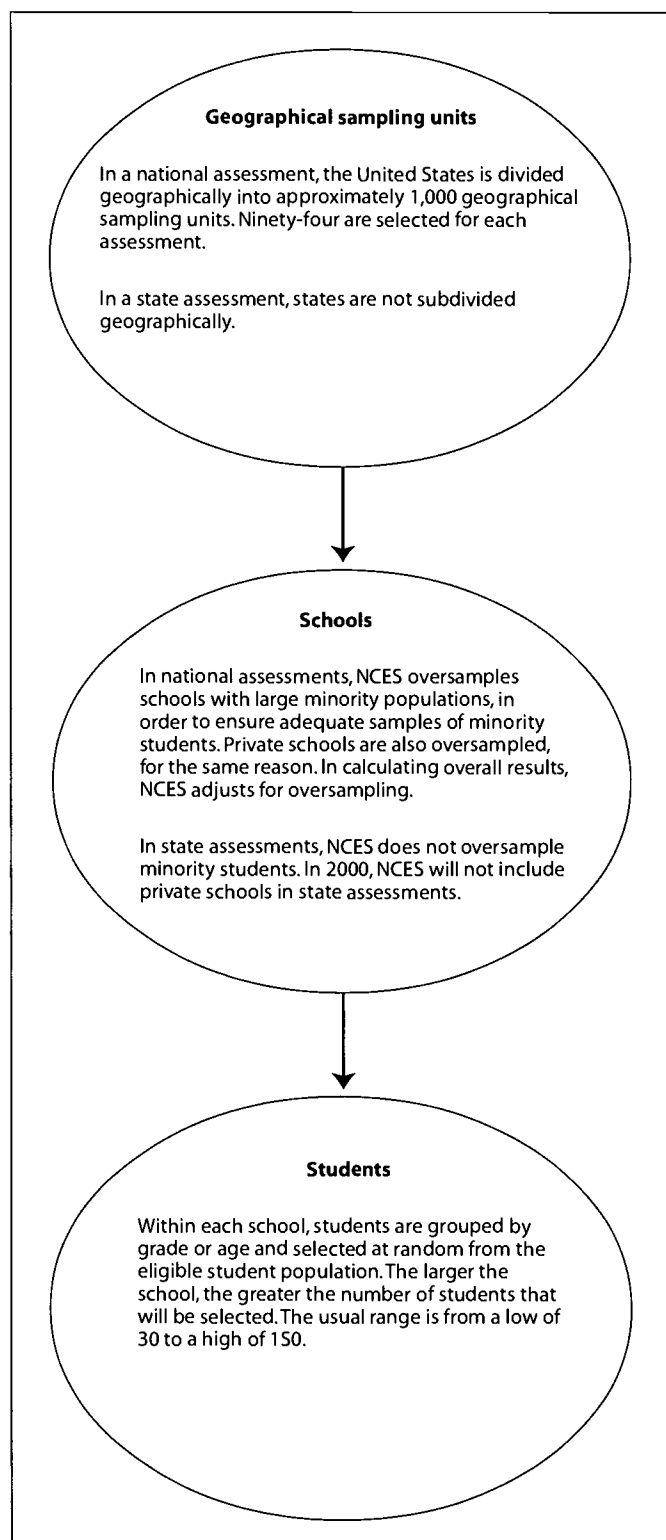 Geographical sampling units
In a national assessment, the United States is divided
geographically into approximately 1,000 geographical
sampling units. Ninety-four are selected for each
assessment.
In a state assessment, states are not subdivided
geographically.
Schools
In national assessments, NCES oversamples
schools with large minority populations, in
order to ensure adequate samples of minority
students. Private schools are also oversampled,
for the same reason. In calculating overall results,
NCES adjusts for oversampling.
In state assessments, NCES does not oversample
minority students. In 2000, NCES will not include
private schools in state assessments.
Students
Within each school, students are grouped by
grade or age and selected at random from the
eligible student population. The larger the
school, the greater the number of students that
will be selected. The usual range is from a low of
30 to a high of 1S0.